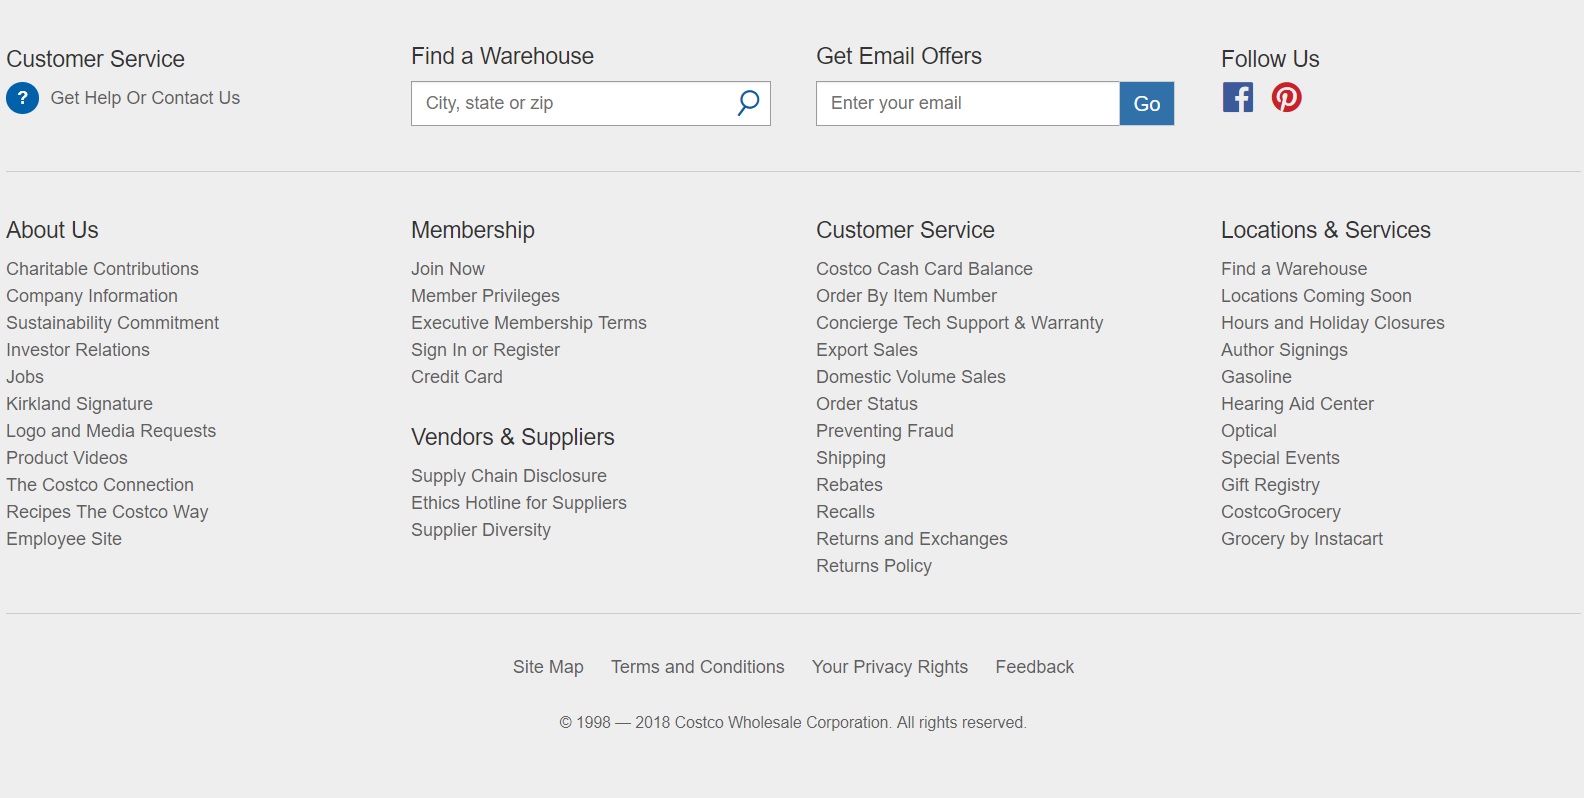 Customer Service
? Get Help Or Contact Us
Find a Warehouse
City, state or zip
Get Email Offers
Enter your email Go
Follow Us
About Us
Charitable Contributions
Company Information
Sustainability Commitment
Investor Relations
Jobs
Kirkland Signature
Logo and Media Requests
Product Videos
The Costco Connection
Recipes The Costco Way
Employee Site
Membership
Join Now
Member Privileges
Executive Membership Terms
Sign In or Register
Credit Card
Vendors & Suppliers
Supply Chain Disclosure
Ethics Hotline for Suppliers
Supplier Diversity
Customer Service
Costco Cash Card Balance
Order By Item Number
Concierge Tech Support & Warranty
Export Sales
Domestic Volume Sales
Order Status
Preventing Fraud
Shipping
Rebates
Recalls
Returns and Exchanges
Returns Policy
Locations & Services
Find a Warehouse
Locations Coming Soon
Hours and Holiday Closures
Author Signings
Gasoline
Hearing Aid Center
Optical
Special Events
Gift Registry
CostcoGrocery
Grocery by Instacart
Site Map Terms and Conditions Your Privacy Rights Feedback
© 1998 — 2018 Costco Wholesale Corporation. All rights reserved.